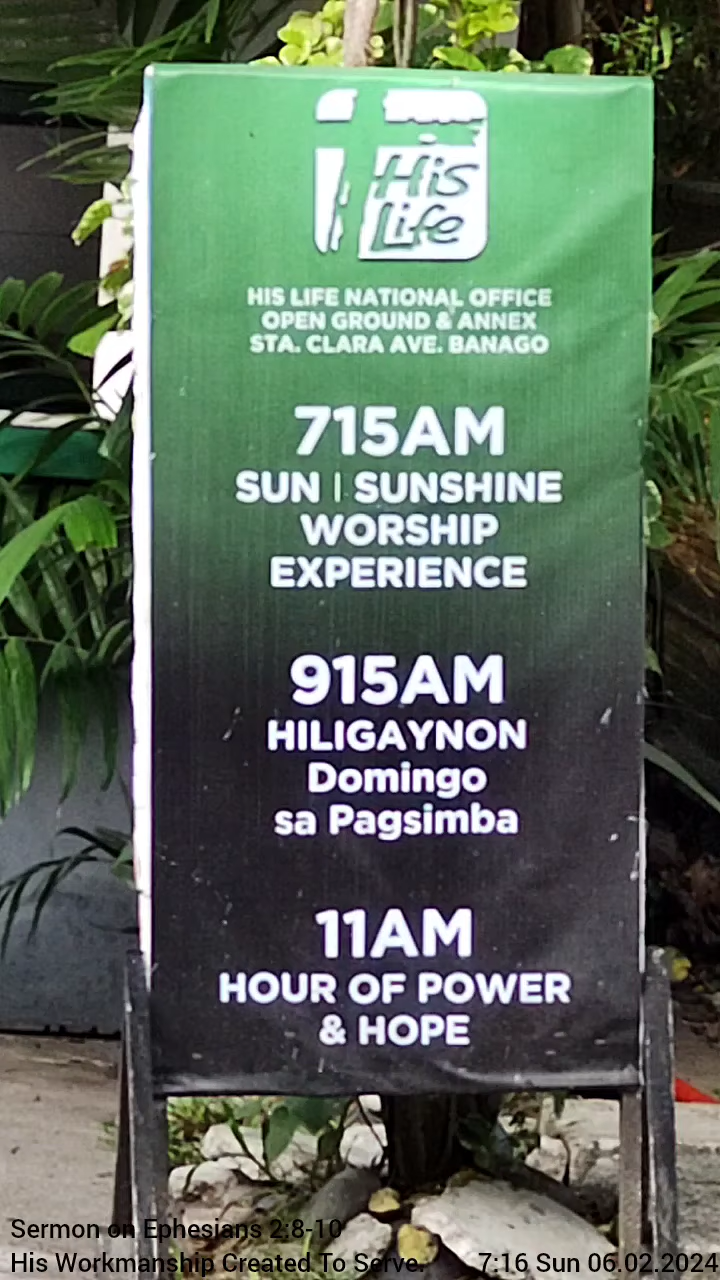 His
Life
HIS LIFE NATIONAL OFFICE
OPEN GROUND & ANNEX
STA. CLARA AVE. BANAGO
715AM
SUN | SUNSHINE
WORSHIP
EXPERIENCE
915AM
HILIGAYNON
Domingo
sa Pagsimba
11AM
HOUR OF POWER
& HOPE
Sermon on Ephesians 2:8-10
His Workmanship Created To Serve. 7:16 Sun 06.02.2024